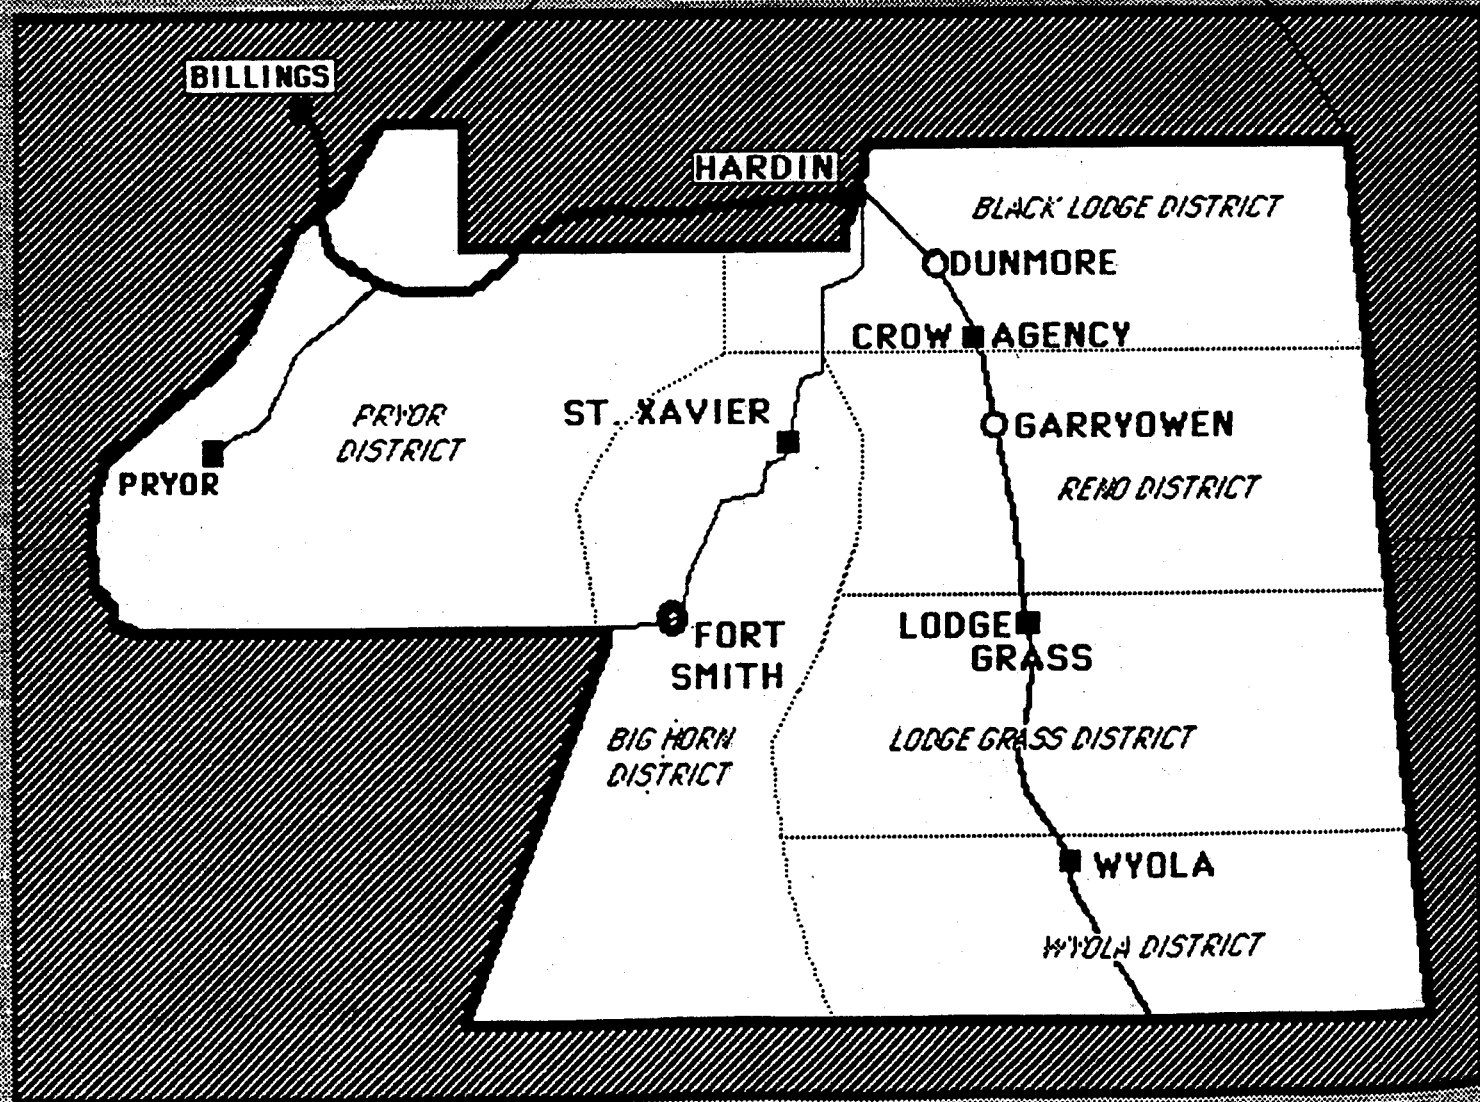 BILLINGS
HARDIN
BLACK LODGE DISTRICT
DUNMORE
CROW AGENCY
PRYOR
DISTRICT
ST. XAVIER
GARRYOWEN
PRYOR
RENO DISTRICT
LODGE
GRASS
FORT
SMITH
BIG HORN
DISTRICT
LODGE GRASS DISTRICT
WYOLA
WYOLA DISTRICT